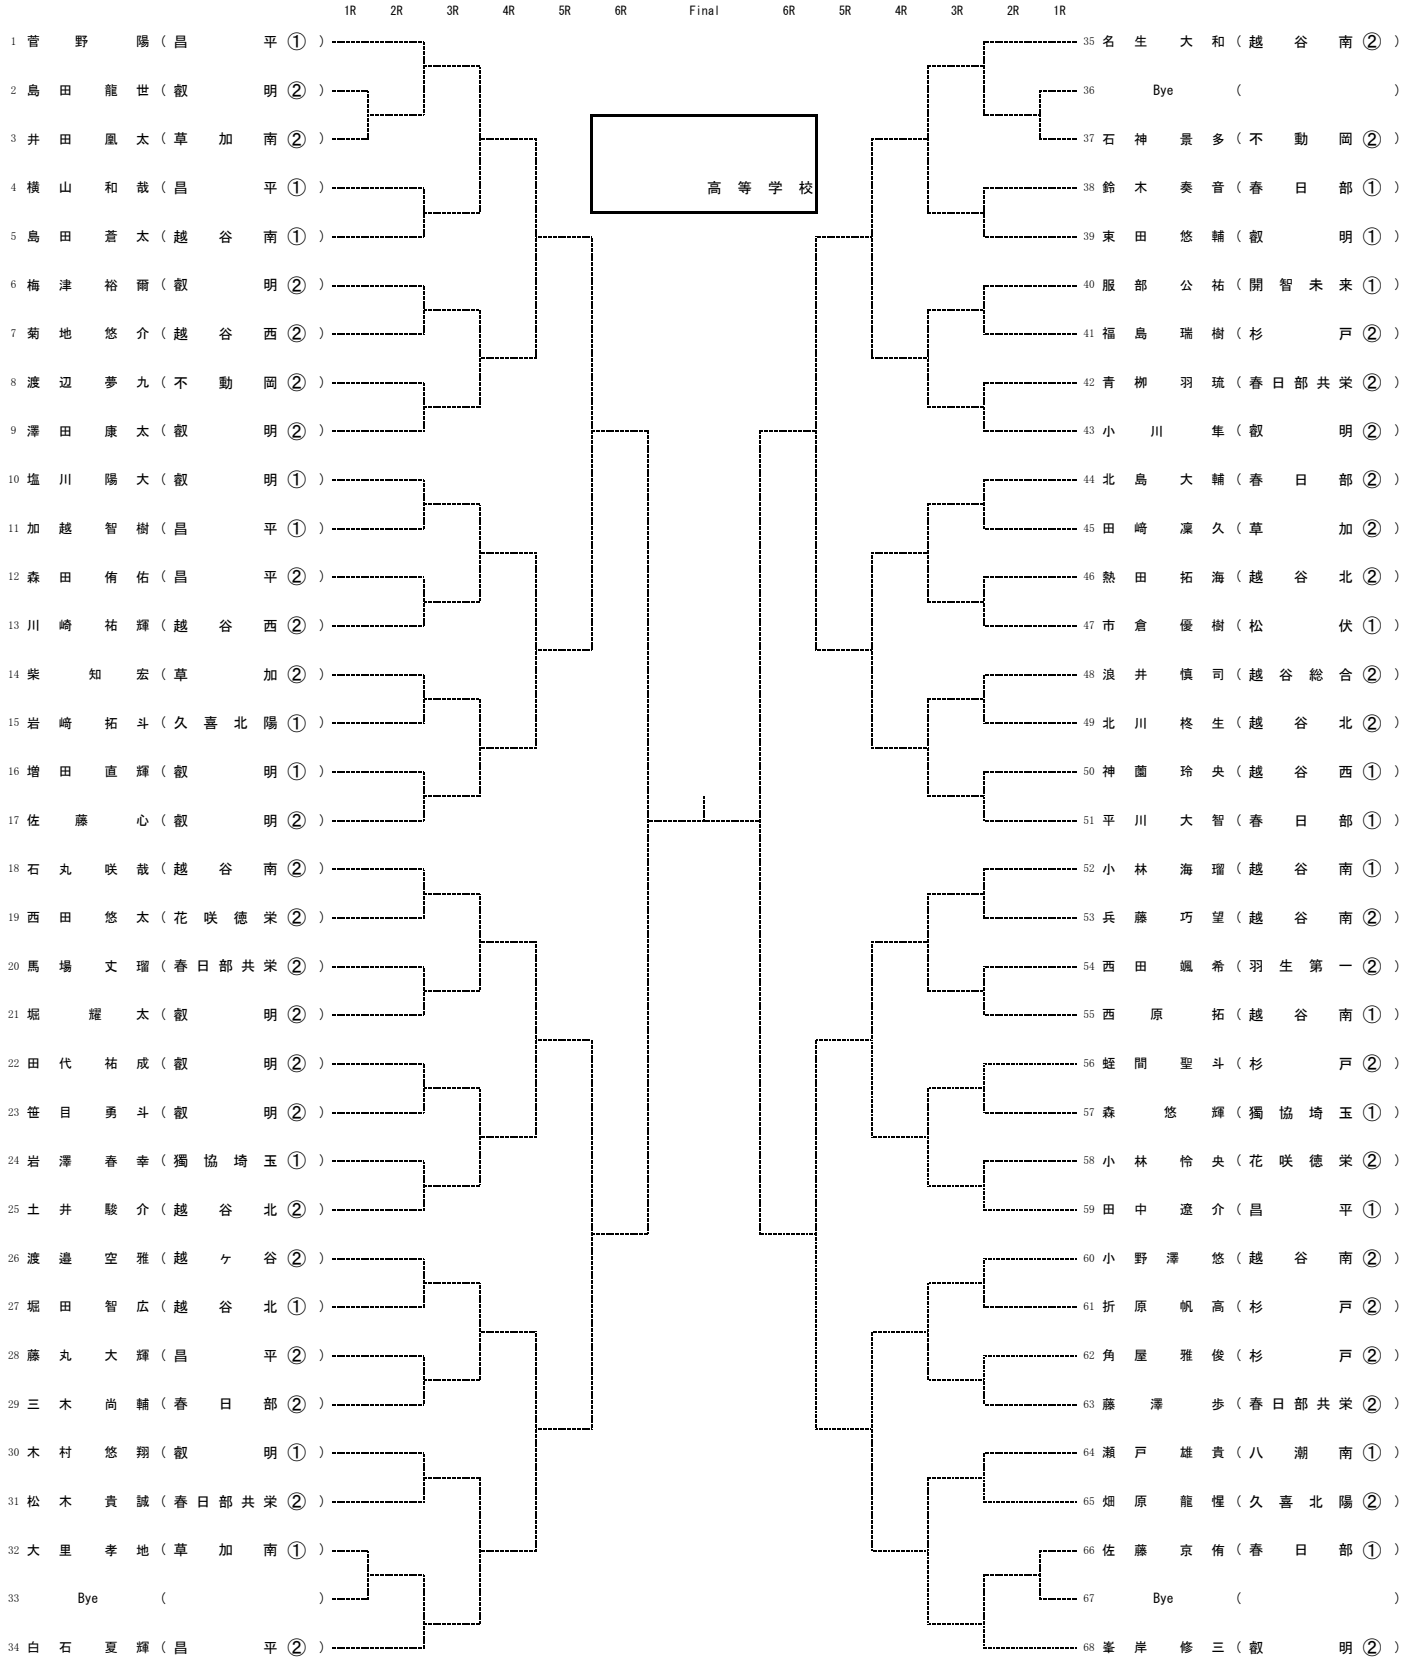 1R 2R 3R 4R 5R 6R Final 6R 5R 4R 3R 2R 1R
1 菅野 陽 ( 昌平 ① )
2 島田 龍世 ( 叡明 ② )
3 井田 凰太 ( 草加南 ② )
4 横山 和哉 ( 昌平 ① )
5 島田 蒼太 ( 越谷南 ① )
6 梅津 裕爾 ( 叡明 ② )
7 菊地 悠介 ( 越谷西 ② )
8 渡辺 夢九 ( 不動岡 ② )
9 澤田 康太 ( 叡明 ② )
10 塩川 陽大 ( 叡明 ① )
11 加越 智樹 ( 昌平 ① )
12 森田 侑佑 ( 昌平 ② )
13 川崎 祐輝 ( 越谷西 ② )
14 柴 知宏 ( 草加 ② )
15 岩﨑 拓斗 ( 久喜北陽 ① )
16 増田 直輝 ( 叡明 ① )
17 佐藤 心 ( 叡明 ② )
18 石丸 咲哉 ( 越谷南 ② )
19 西田 悠太 ( 花咲徳栄 ② )
20 馬場 丈瑠 ( 春日部共栄 ② )
21 堀 耀太 ( 叡明 ② )
22 田代 祐成 ( 叡明 ② )
23 笹目 勇斗 ( 叡明 ② )
24 岩澤 春幸 ( 獨協埼玉 ① )
25 土井 駿介 ( 越谷北 ② )
26 渡邉 空雅 ( 越ヶ谷 ② )
27 堀田 智広 ( 越谷北 ① )
28 藤丸 大輝 ( 昌平 ② )
29 三木 尚輔 ( 春日部 ② )
30 木村 悠翔 ( 叡明 ① )
31 松木 貴誠 ( 春日部共栄 ② )
32 大里 孝地 ( 草加南 ① )
33 Bye ( )
34 白石 夏輝 ( 昌平 ② )
高等学校
35 名生 大和 ( 越谷南 ② )
36 Bye ( )
37 石神 景多 ( 不動岡 ② )
38 鈴木 奏音 ( 春日部 ① )
39 東田 悠輔 ( 叡明 ① )
40 服部 公祐 ( 開智未来 ① )
41 福島 瑞樹 ( 杉戸 ② )
42 青栁 羽琉 ( 春日部共栄 ② )
43 小川 隼 ( 叡明 ② )
44 北島 大輔 ( 春日部 ② )
45 田﨑 凜久 ( 草加 ② )
46 熱田 拓海 ( 越谷北 ② )
47 市倉 優樹 ( 松伏 ① )
48 浪井 慎司 ( 越谷総合 ② )
49 北川 柊生 ( 越谷北 ② )
50 神薗 玲央 ( 越谷西 ① )
51 平川 大智 ( 春日部 ① )
52 小林 海瑠 ( 越谷南 ① )
53 兵藤 巧望 ( 越谷南 ② )
54 西田 颯希 ( 羽生第一 ② )
55 西原 拓 ( 越谷南 ① )
56 蛭間 聖斗 ( 杉戸 ② )
57 森 悠輝 ( 獨協埼玉 ① )
58 小林 怜央 ( 花咲徳栄 ② )
59 田中 遼介 ( 昌平 ① )
60 小野澤 悠 ( 越谷南 ② )
61 折原 帆高 ( 杉戸 ② )
62 角屋 雅俊 ( 杉戸 ② )
63 藤澤 歩 ( 春日部共栄 ② )
64 瀬戸 雄貴 ( 八潮南 ① )
65 畑原 龍惺 ( 久喜北陽 ② )
66 佐藤 京侑 ( 春日部 ① )
67 Bye ( )
68 峯岸 修三 ( 叡明 ② )